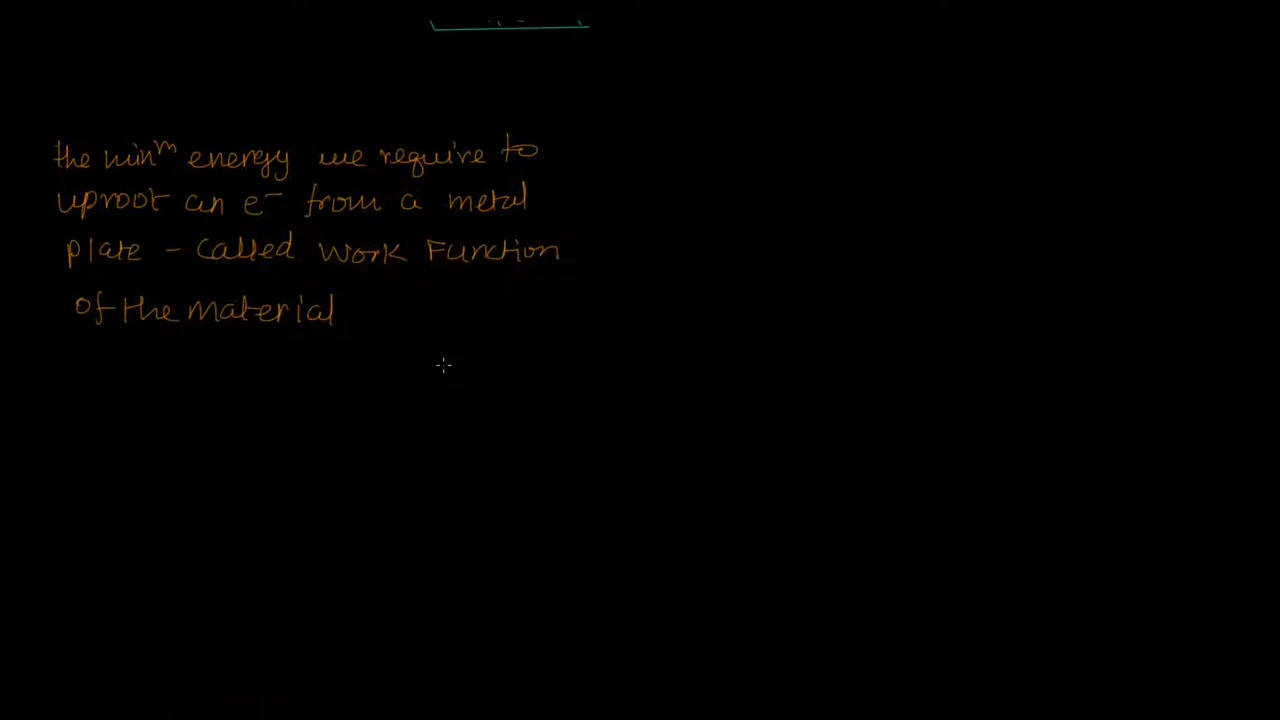 the minᵐ energy we require to
uproot an e⁻ from a metal
plate - called Work Function
of the material